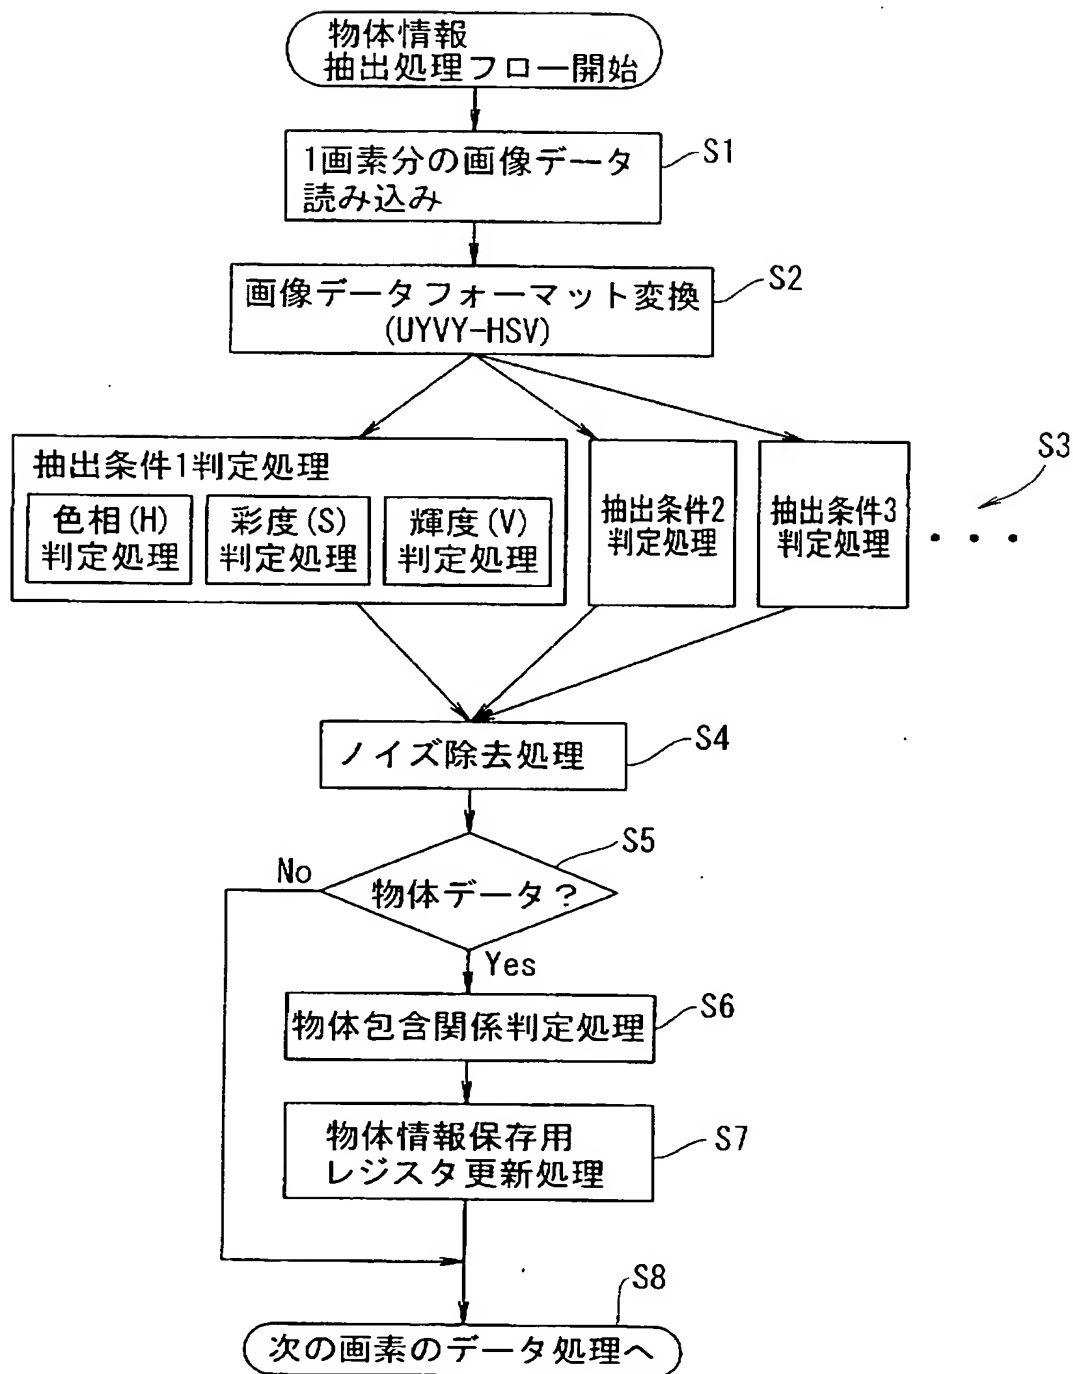 物体情報
抽出処理フロー開始
1画素分の画像データ
読み込み
S1
画像データフォーマット変換
(UYVY-HSV)
S2
抽出条件1判定処理
色相(H)
判定処理
彩度(S)
判定処理
輝度(V)
判定処理
抽出条件2
判定処理
抽出条件3
判定処理
・・・
S3
ノイズ除去処理
S4
物体データ?
S5
No
Yes
物体包含関係判定処理
S6
物体情報保存用
レジスタ更新処理
S7
次の画素のデータ処理へ
S8